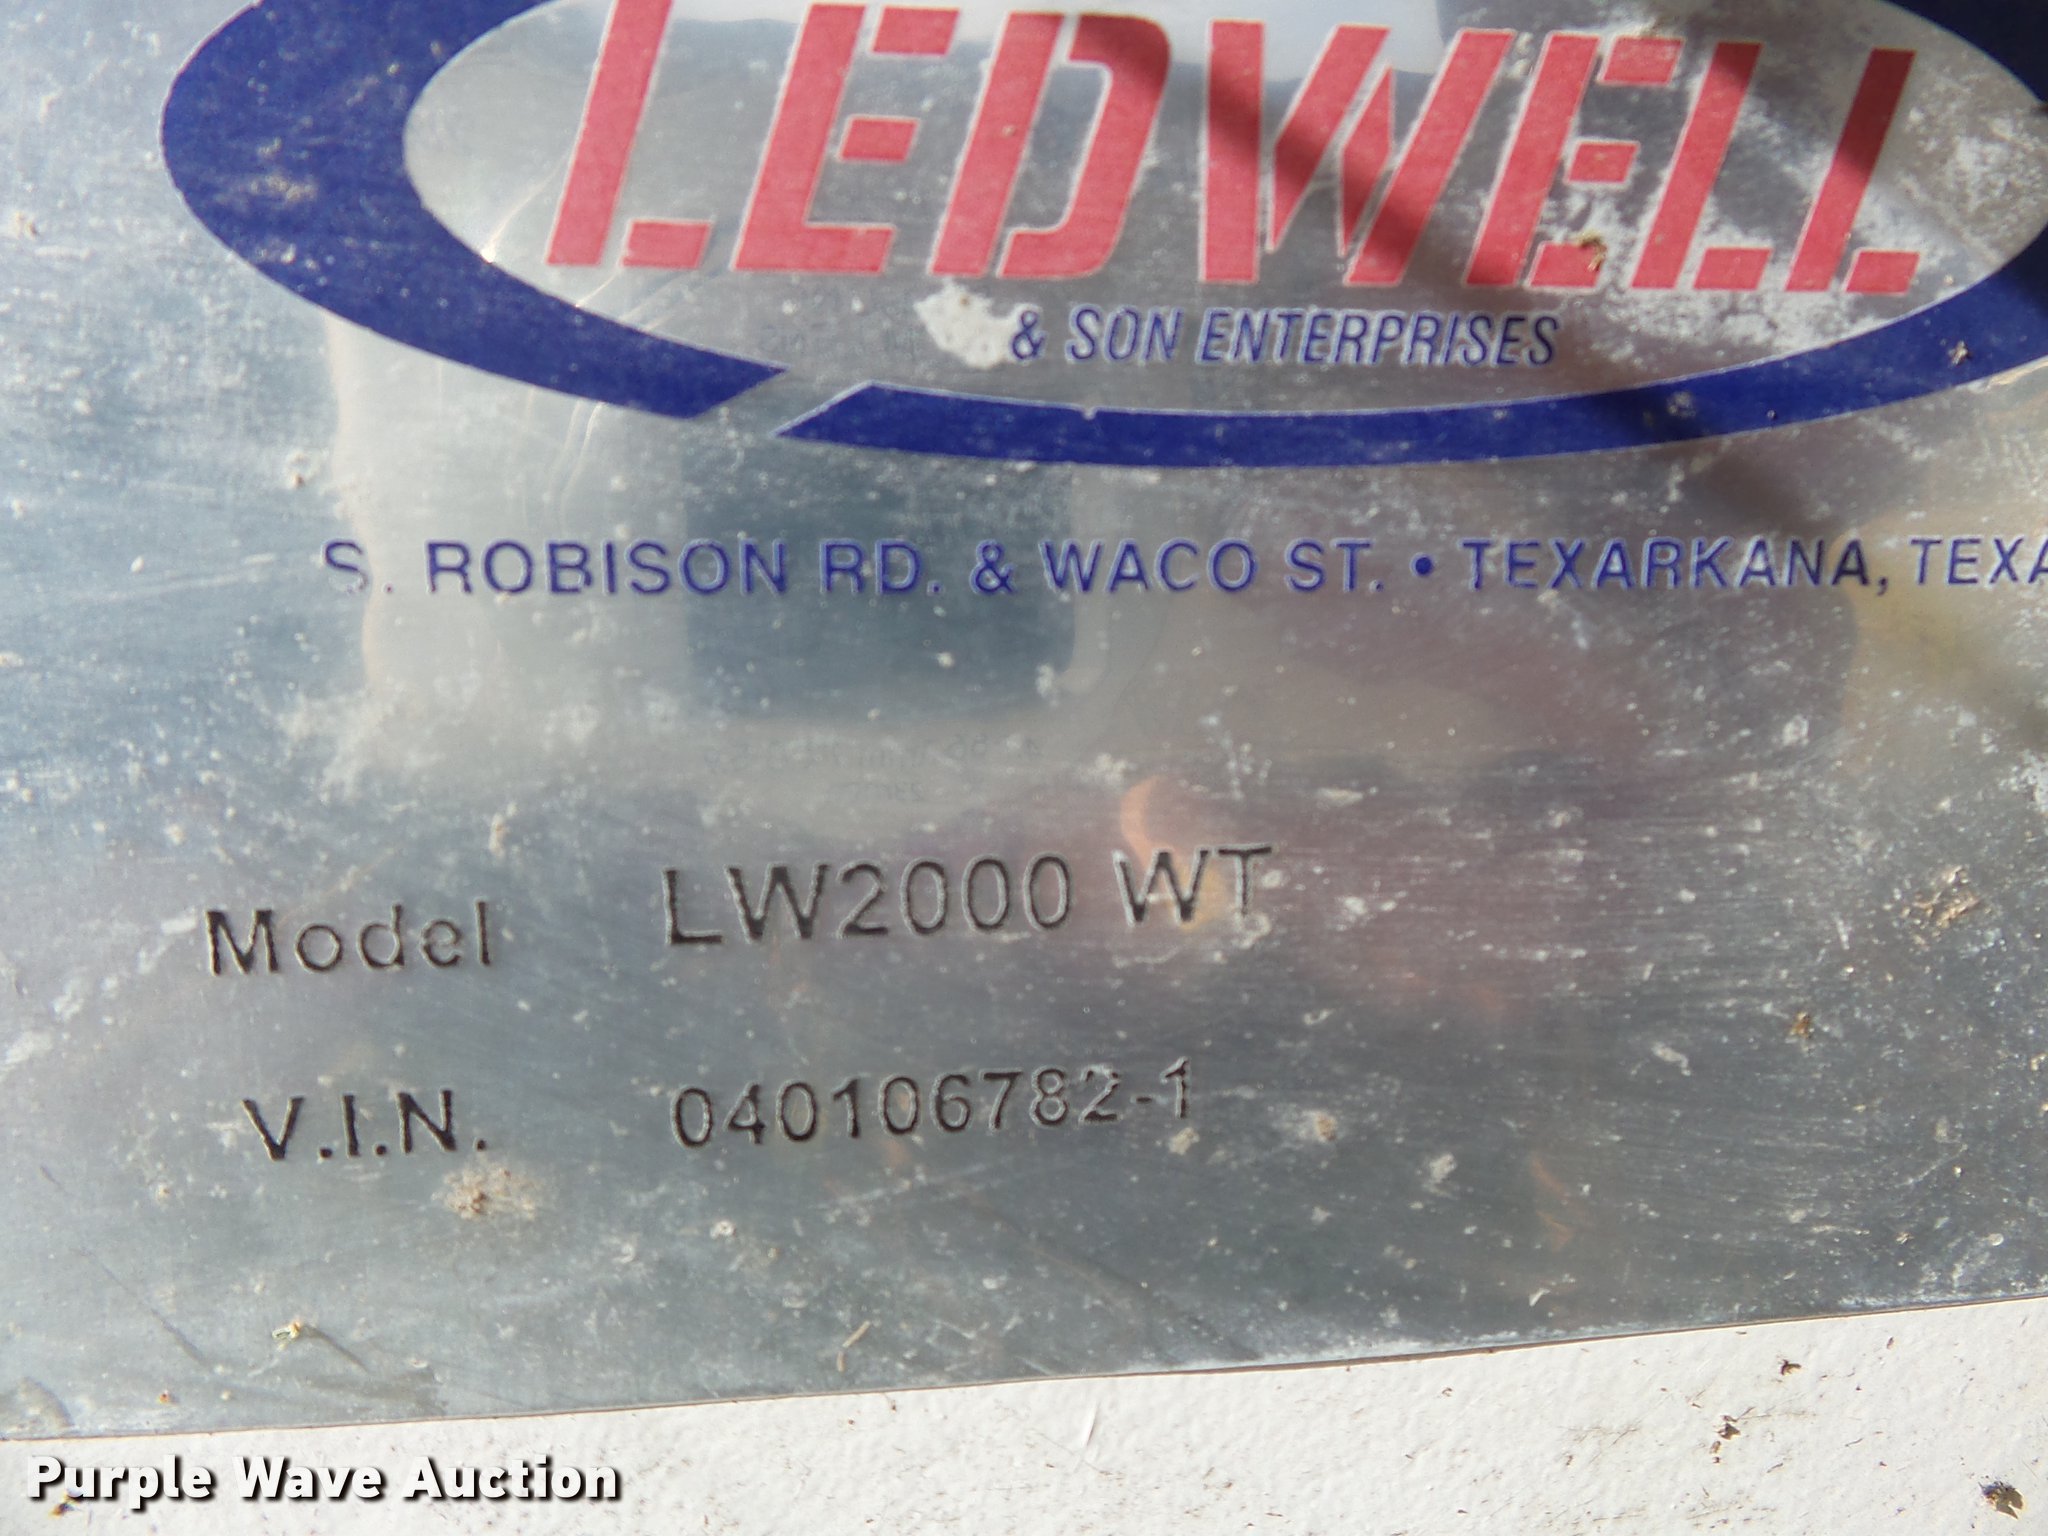 LEDWELL
& SON ENTERPRISES
S. ROBISON RD. & WACO ST. • TEXARKANA, TEXA
Model LW2000 WT
V.I.N. 040106782-1
Purple Wave Auction